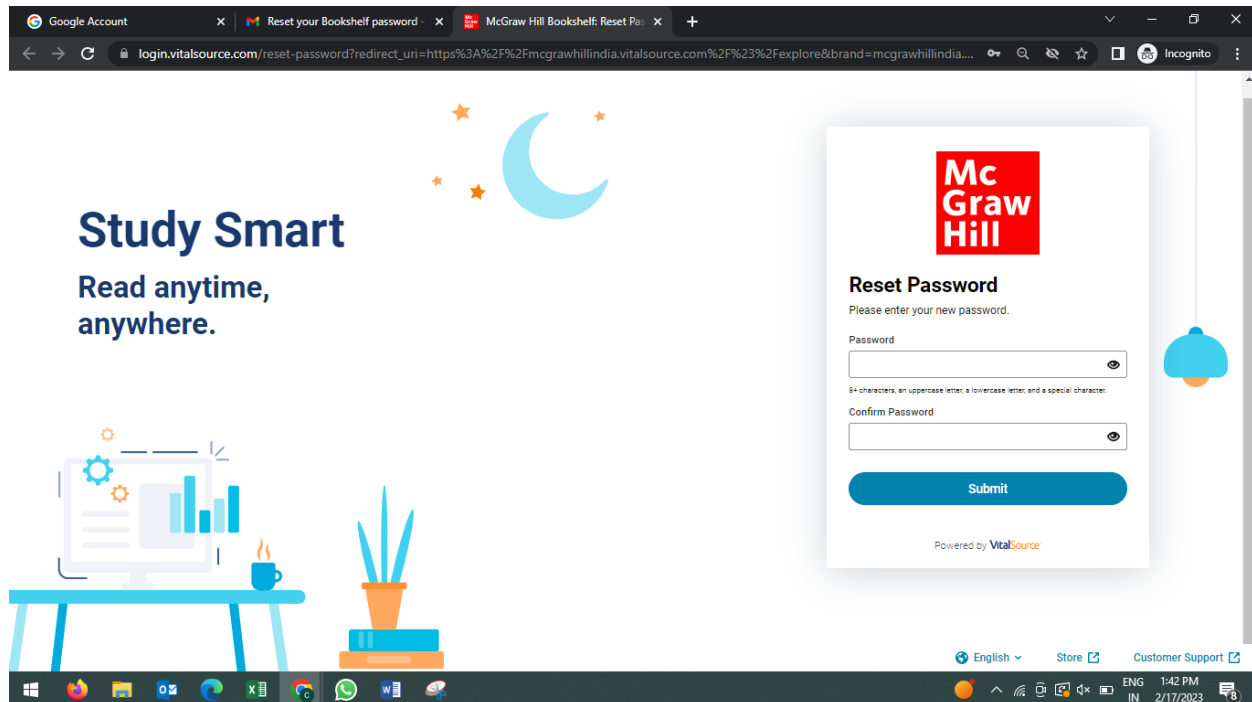 Google Account
Reset your Bookshelf password -
McGraw Hill Bookshelf: Reset Pas
login.vitalsource.com/reset-password?redirect_uri=https%3A%2F%2Fmcgrawhillindia.vitalsource.com%2F%23%2Fexplore&brand=mcgrawhillindia....
Incognito
Study Smart
Read anytime,
anywhere.
Mc
Graw
Hill
Reset Password
Please enter your new password.
Password
8+ characters, an uppercase letter, a lowercase letter, and a special character.
Confirm Password
Submit
Powered by VitalSource
English
Store
Customer Support
ENG
IN
1:42 PM
2/17/2023
8